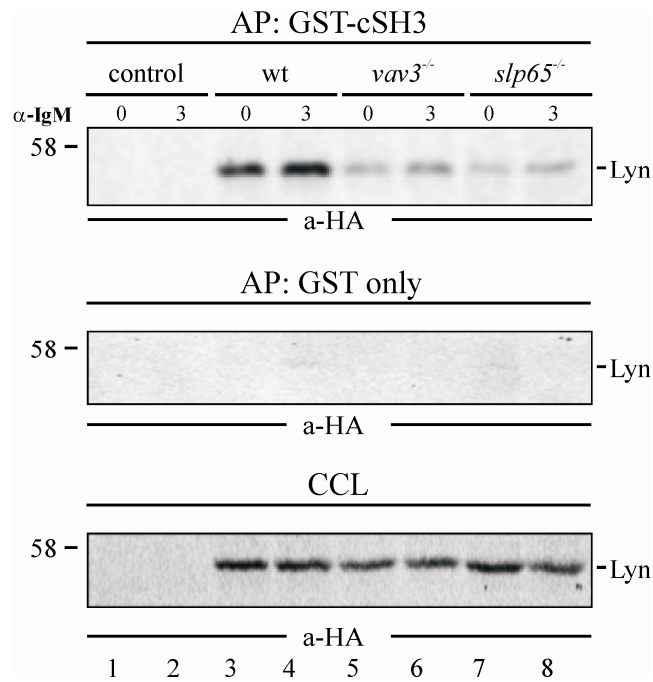 AP: GST-cSH3
control wt vav3-/- slp65-/-
α-IgM 0 3 0 3 0 3 0 3
58 Lyn
a-HA
AP: GST only
58 Lyn
a-HA
CCL
58 Lyn
a-HA
1 2 3 4 5 6 7 8